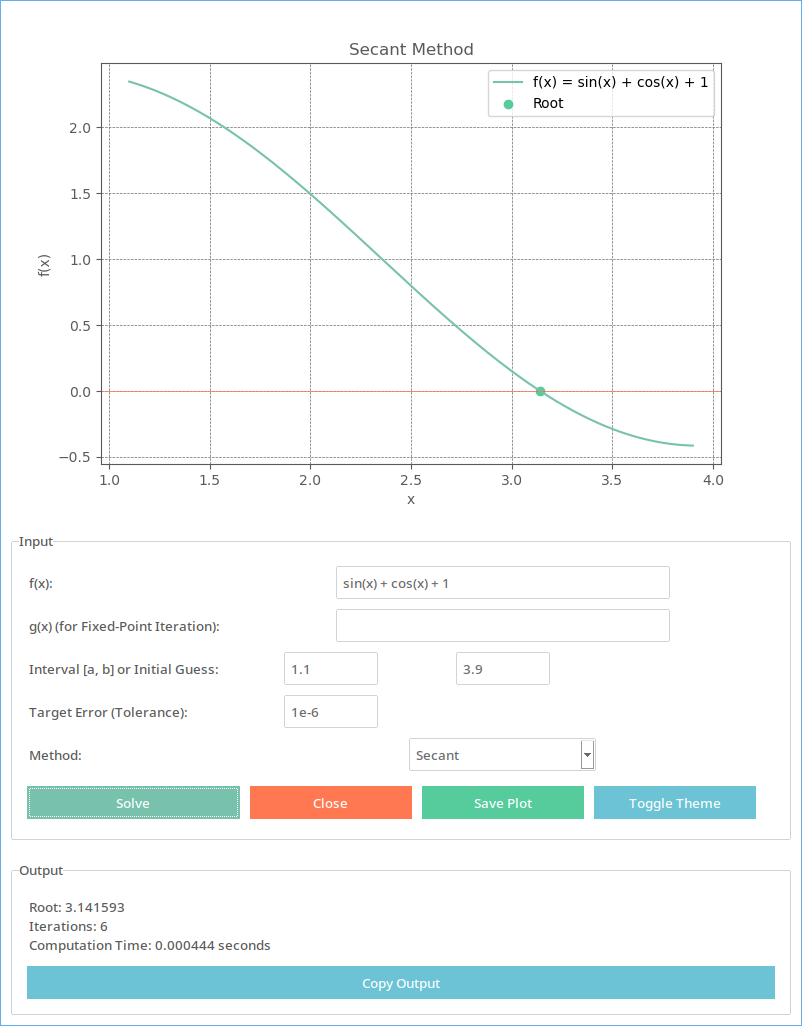 Secant Method
f(x) = sin(x) + cos(x) + 1
Root
2.0
1.5
1.0
0.5
0.0
−0.5
f(x)
1.0 1.5 2.0 2.5 3.0 3.5 4.0
x
Input
f(x): sin(x) + cos(x) + 1
g(x) (for Fixed-Point Iteration):
Interval [a, b] or Initial Guess: 1.1 3.9
Target Error (Tolerance): 1e-6
Method: Secant
Solve Close Save Plot Toggle Theme
Output
Root: 3.141593
Iterations: 6
Computation Time: 0.000444 seconds
Copy Output